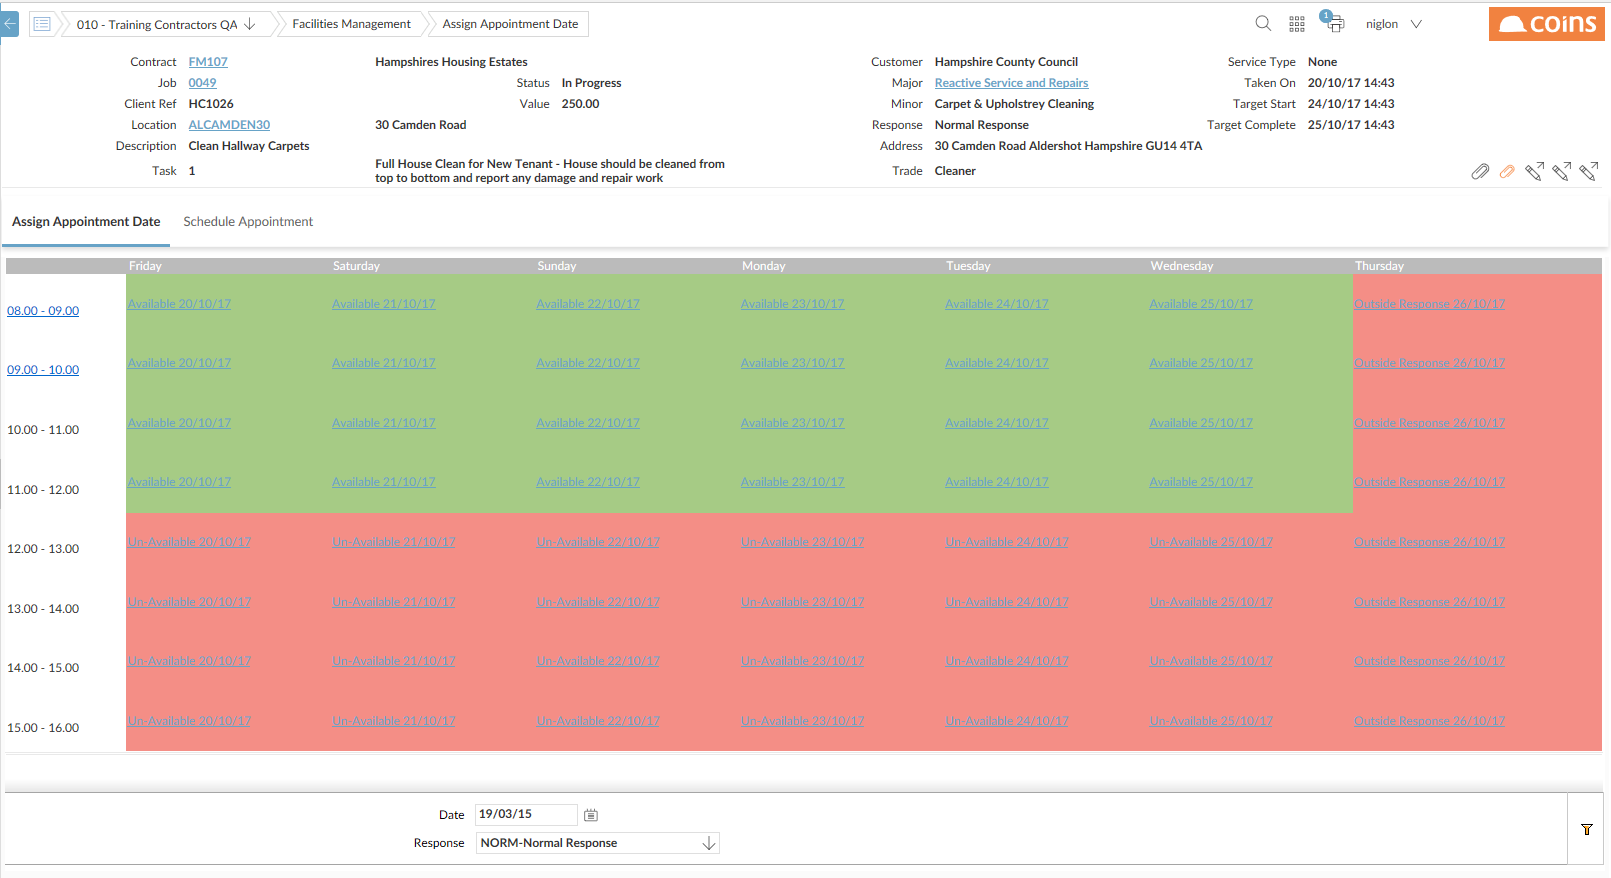 010 - Training Contractors QA Facilities Management Assign Appointment Date 1 niglon coins
Contract FM107 Hampshires Housing Estates Customer Hampshire County Council Service Type None
Job 0049 Status In Progress Major Reactive Service and Repairs Taken On 20/10/17 14:43
Client Ref HC1026 Value 250.00 Minor Carpet & Upholstrey Cleaning Target Start 24/10/17 14:43
Location ALCAMDEN30 30 Camden Road Response Normal Response Target Complete 25/10/17 14:43
Description Clean Hallway Carpets Address 30 Camden Road Aldershot Hampshire GU14 4TA
Task 1 Full House Clean for New Tenant - House should be cleaned from Trade Cleaner
top to bottom and report any damage and repair work
Assign Appointment Date Schedule Appointment
Friday Saturday Sunday Monday Tuesday Wednesday Thursday
08.00 - 09.00 Available 20/10/17 Available 21/10/17 Available 22/10/17 Available 23/10/17 Available 24/10/17 Available 25/10/17 Outside Response 26/10/17
09.00 - 10.00 Available 20/10/17 Available 21/10/17 Available 22/10/17 Available 23/10/17 Available 24/10/17 Available 25/10/17 Outside Response 26/10/17
10.00 - 11.00 Available 20/10/17 Available 21/10/17 Available 22/10/17 Available 23/10/17 Available 24/10/17 Available 25/10/17 Outside Response 26/10/17
11.00 - 12.00 Available 20/10/17 Available 21/10/17 Available 22/10/17 Available 23/10/17 Available 24/10/17 Available 25/10/17 Outside Response 26/10/17
12.00 - 13.00 Un-Available 20/10/17 Un-Available 21/10/17 Un-Available 22/10/17 Un-Available 23/10/17 Un-Available 24/10/17 Un-Available 25/10/17 Outside Response 26/10/17
13.00 - 14.00 Un-Available 20/10/17 Un-Available 21/10/17 Un-Available 22/10/17 Un-Available 23/10/17 Un-Available 24/10/17 Un-Available 25/10/17 Outside Response 26/10/17
14.00 - 15.00 Un-Available 20/10/17 Un-Available 21/10/17 Un-Available 22/10/17 Un-Available 23/10/17 Un-Available 24/10/17 Un-Available 25/10/17 Outside Response 26/10/17
15.00 - 16.00 Un-Available 20/10/17 Un-Available 21/10/17 Un-Available 22/10/17 Un-Available 23/10/17 Un-Available 24/10/17 Un-Available 25/10/17 Outside Response 26/10/17
Date 19/03/15
Response NORM-Normal Response